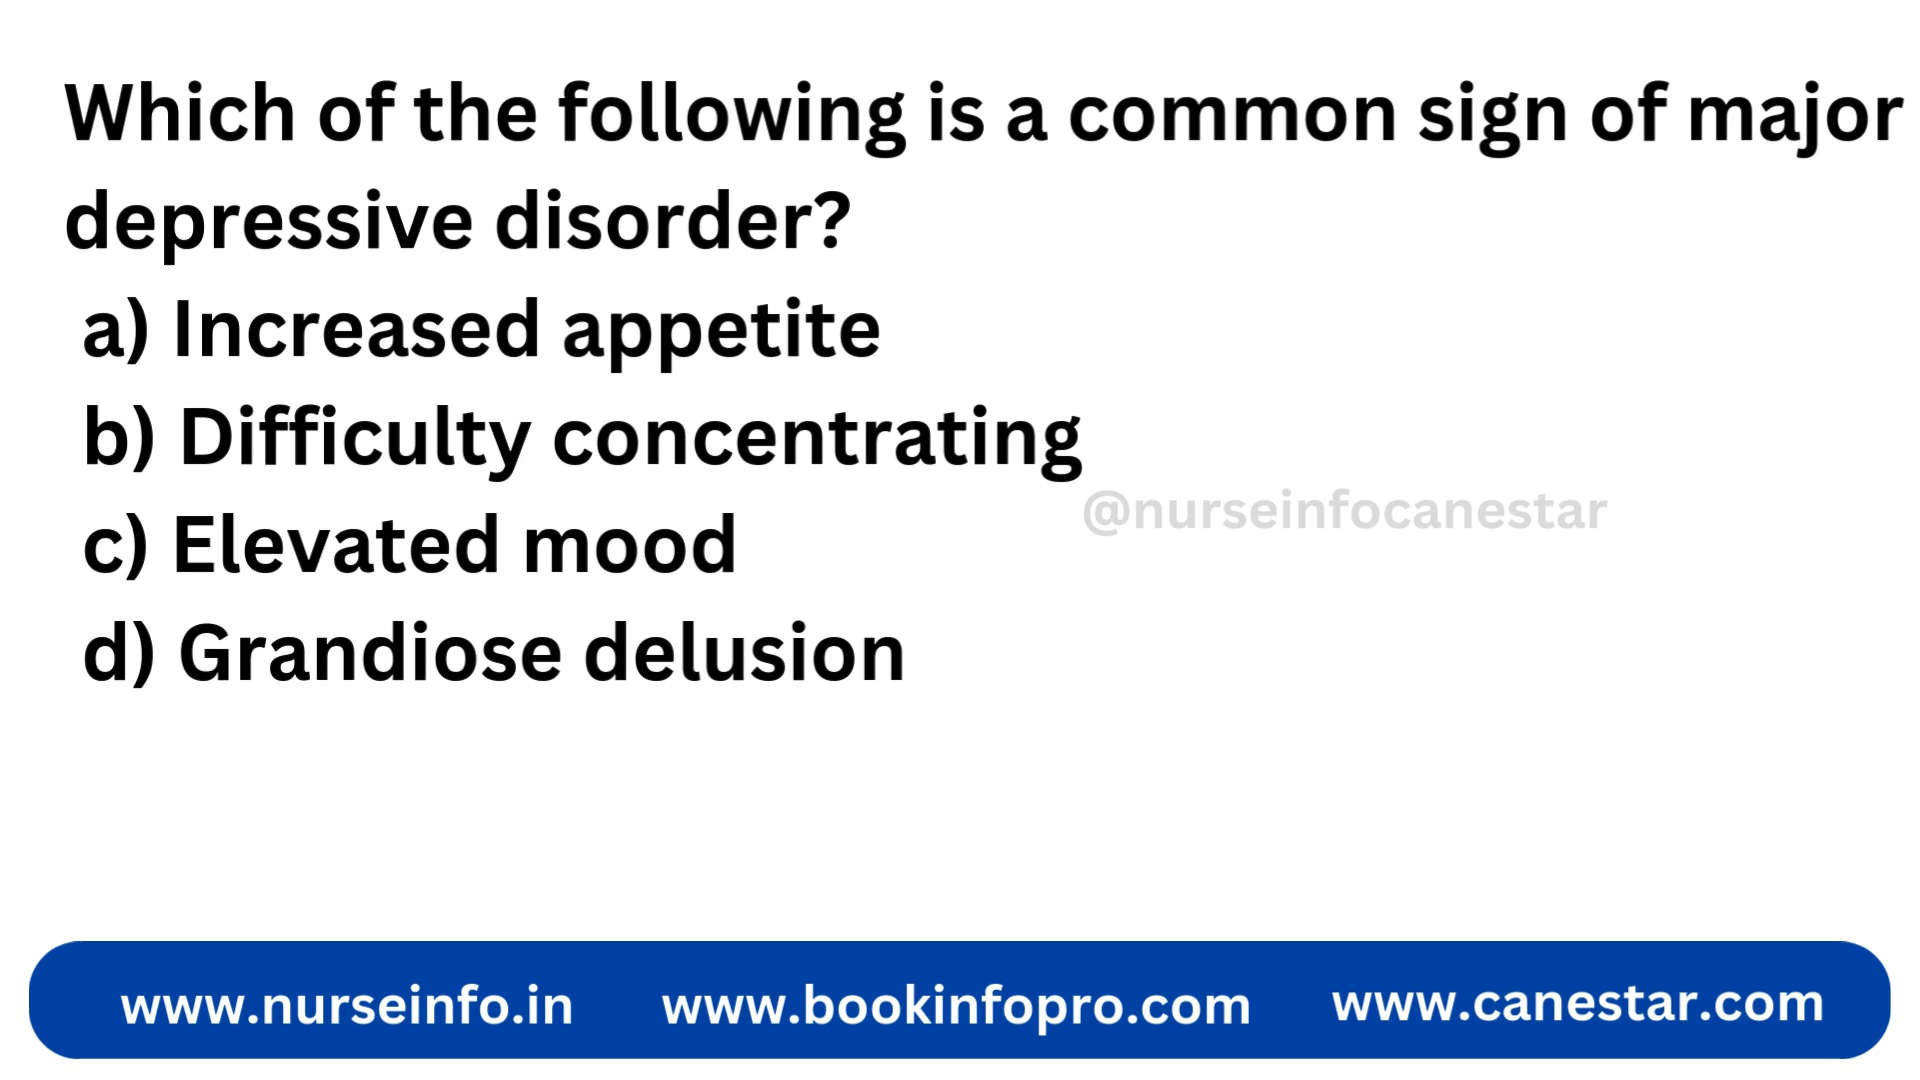 Which of the following is a common sign of major
depressive disorder?
a) Increased appetite
b) Difficulty concentrating
@nurseinfocanestar
c) Elevated mood
d) Grandiose delusion
www.nurseinfo.in www.bookinfopro.com www.canestar.com